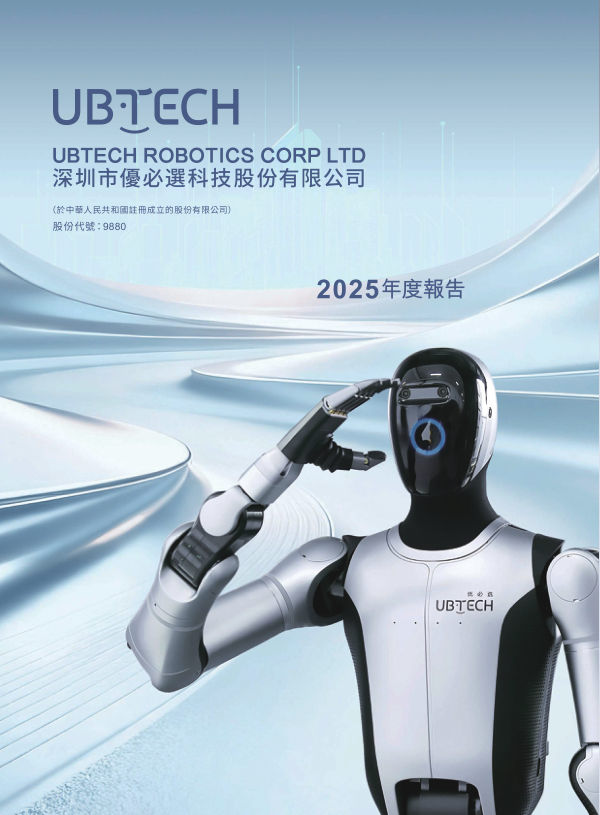 UBTECH
UBTECH ROBOTICS CORP LTD
深圳市優必選科技股份有限公司
（於中華人民共和國註冊成立的股份有限公司）
股份代號：9880
2025年度報告
優必選
UBTECH